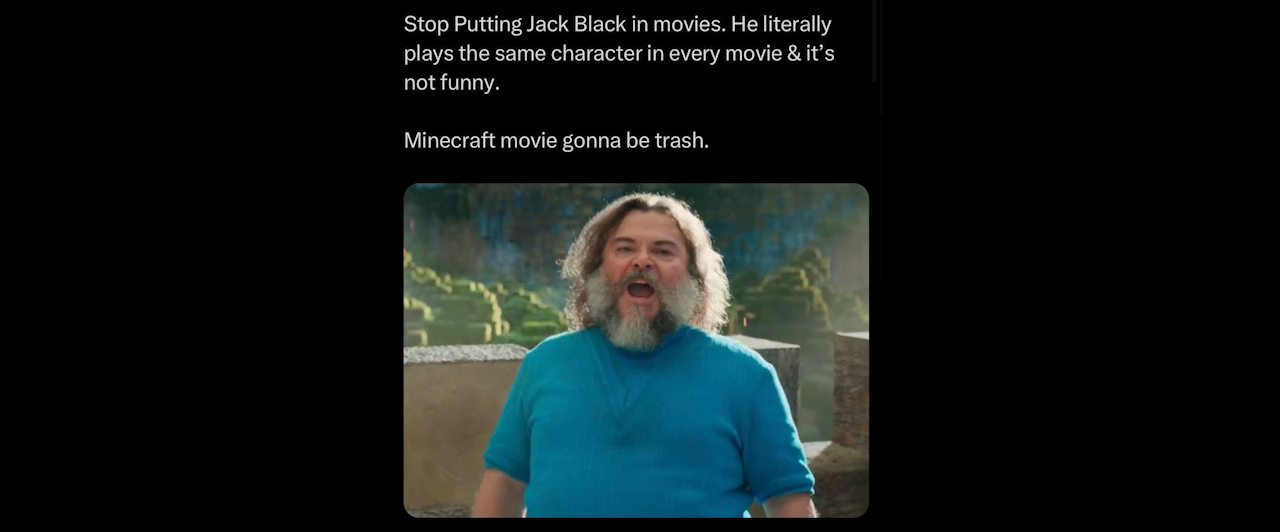 Stop Putting Jack Black in movies. He literally
plays the same character in every movie & it’s
not funny.
Minecraft movie gonna be trash.